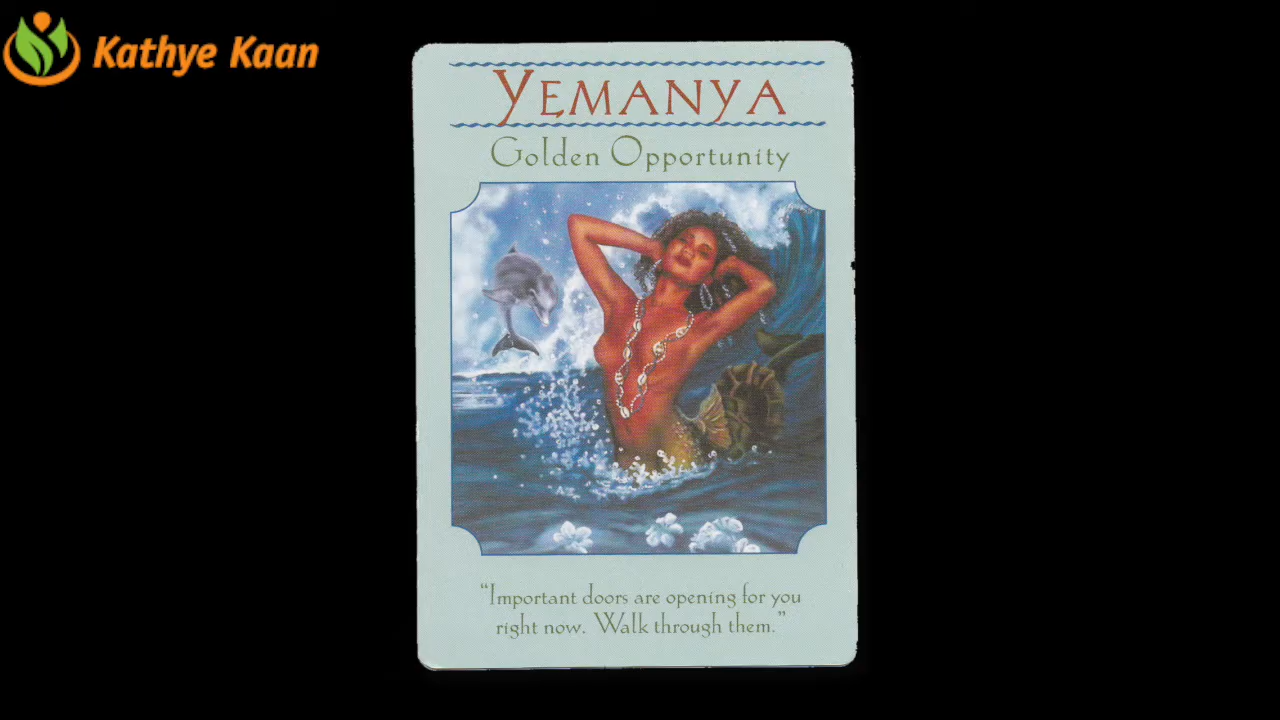 Kathye Kaan
YEMANYA
Golden Opportunity
“Important doors are opening for you
right now. Walk through them.”